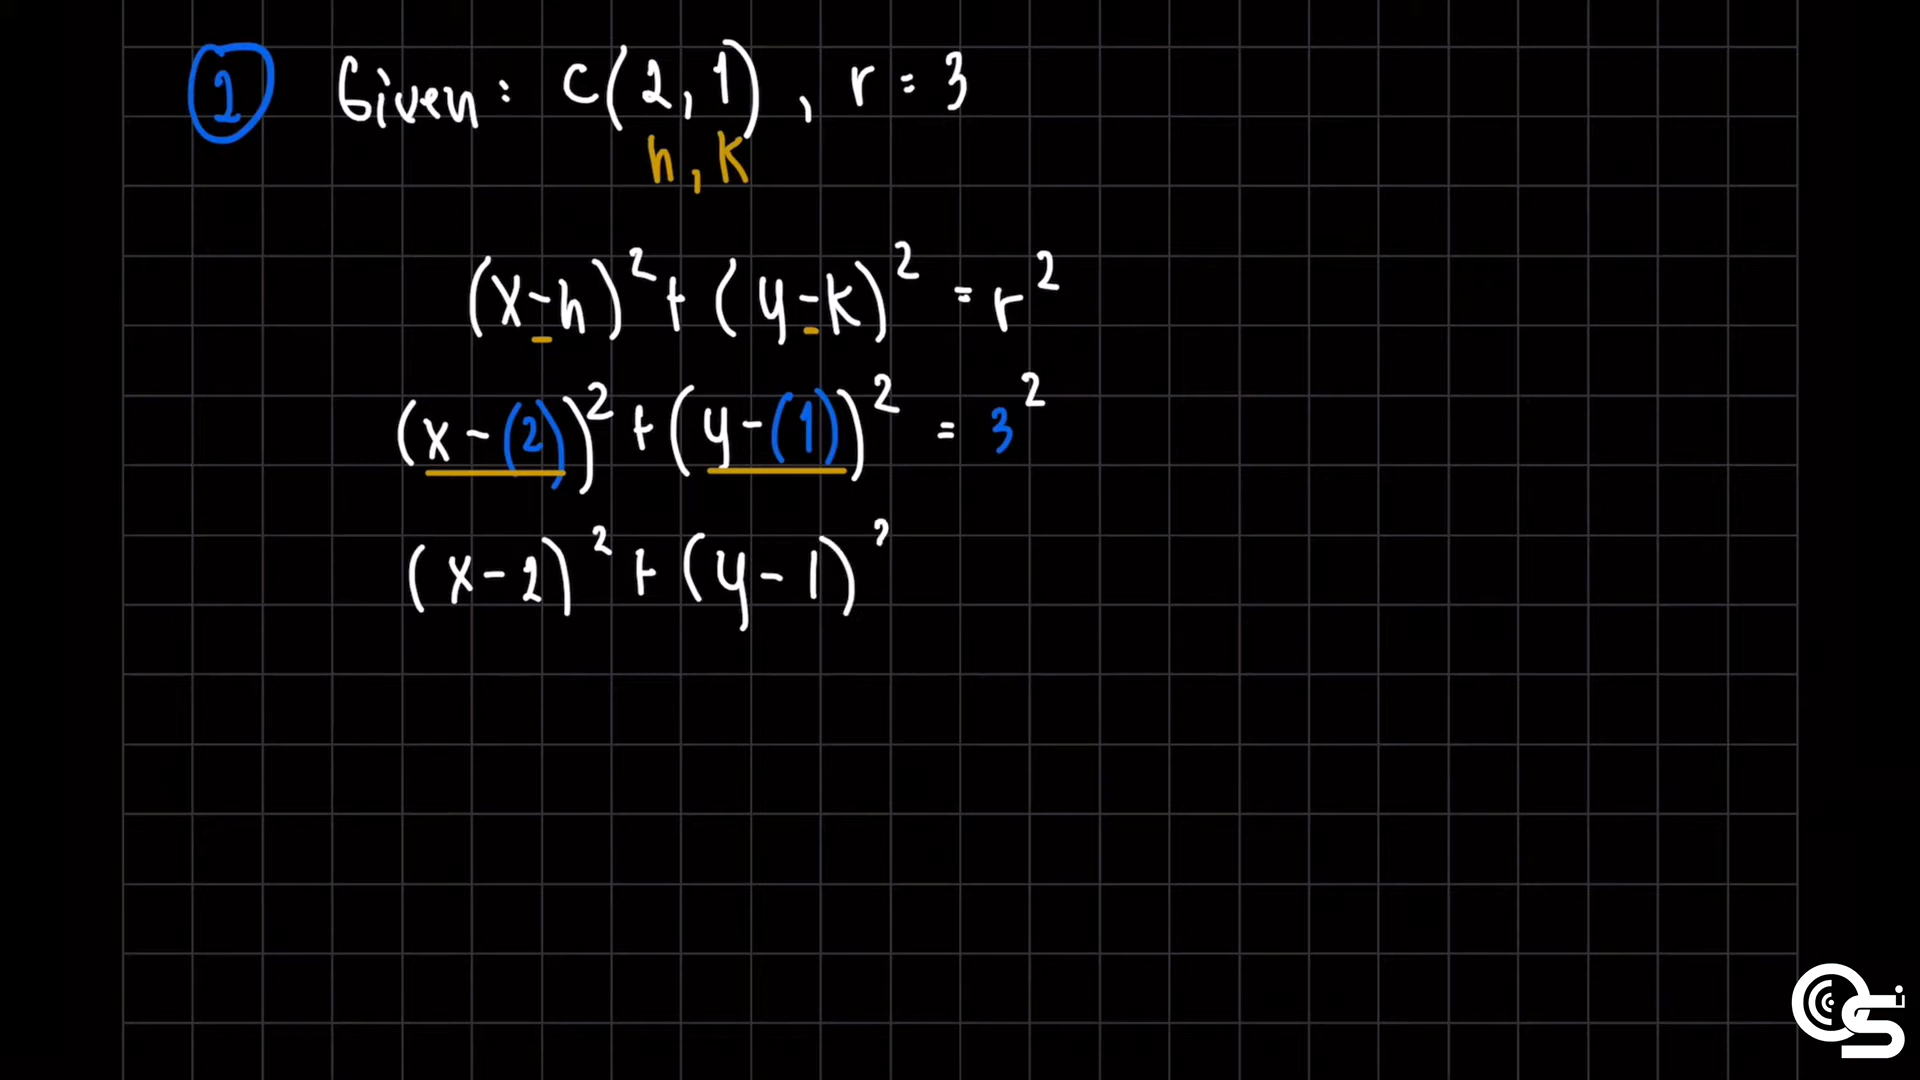 1 Given: C(2,1), r=3
h, k
(x-h)²+(y-k)²=r²
(x-(2))²+(y-(1))²=3²
(x-2)²+(y-1)²